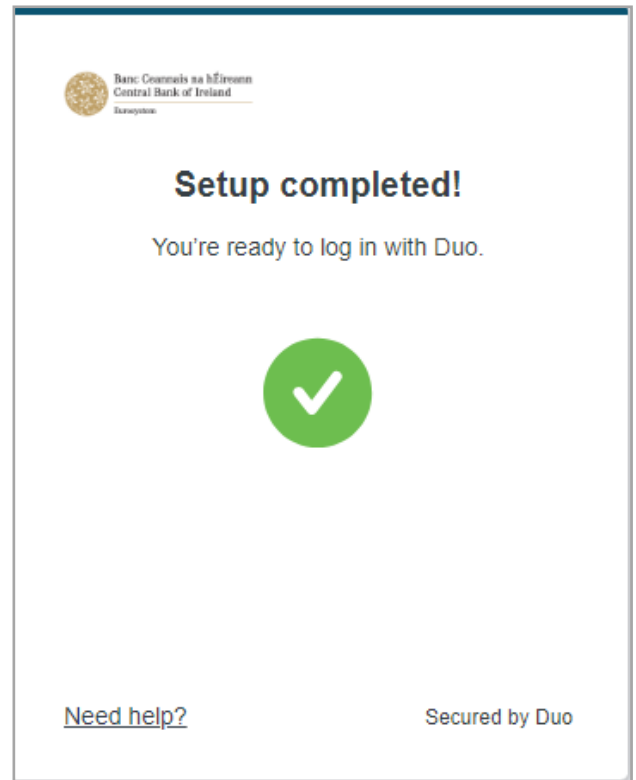 Banc Ceannais na hÉireann
Central Bank of Ireland
Eurosystem
Setup completed!
You're ready to log in with Duo.
Need help?
Secured by Duo